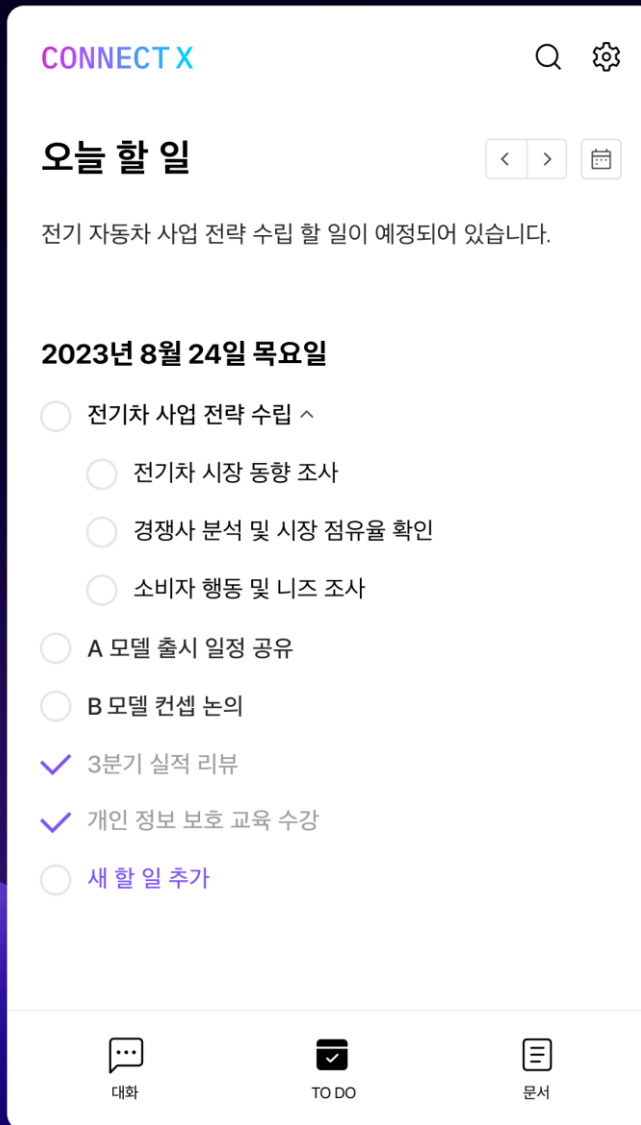 CONNECT X
오늘 할 일
전기 자동차 사업 전략 수립 할 일이 예정되어 있습니다.
2023년 8월 24일 목요일
전기차 사업 전략 수립
전기차 시장 동향 조사
경쟁사 분석 및 시장 점유율 확인
소비자 행동 및 니즈 조사
A 모델 출시 일정 공유
B 모델 컨셉 논의
3분기 실적 리뷰
개인 정보 보호 교육 수강
새 할 일 추가
대화
TO DO
문서